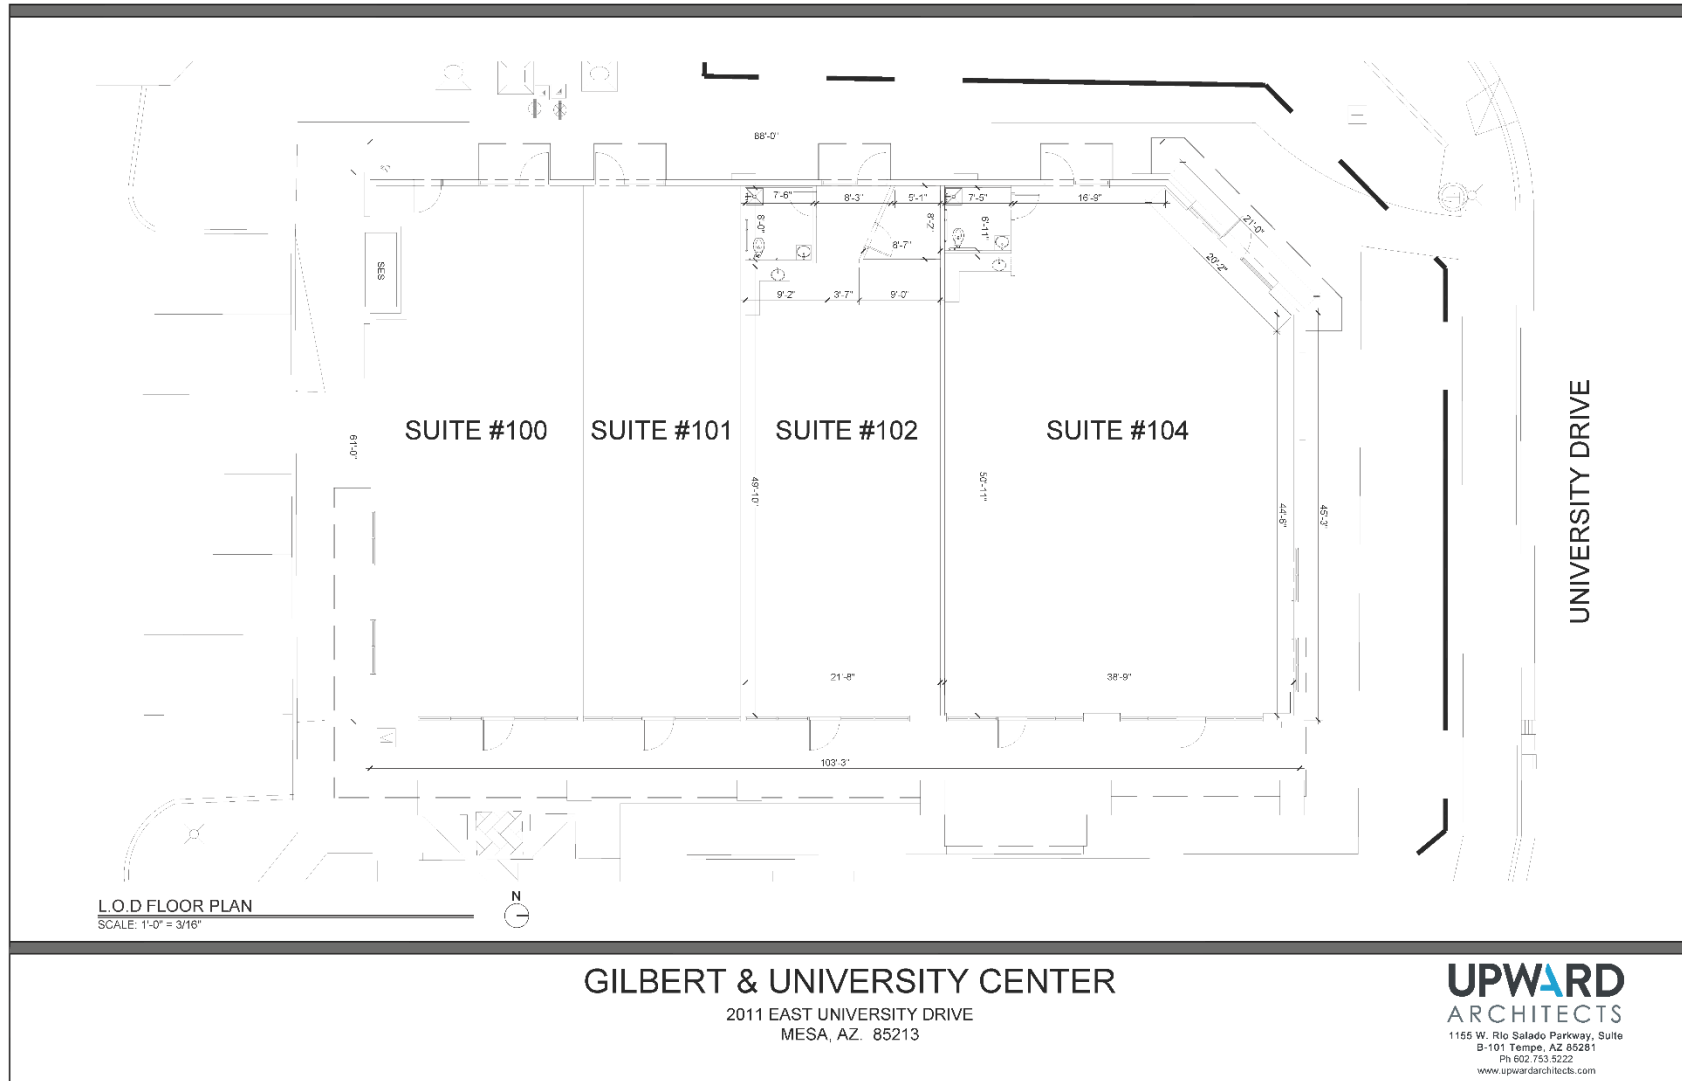 88'-0"
7'-6"
8'-3"
5'-1"
7'-5"
16'-9"
8'-0"
8'-2"
6'-11"
21'-0"
8'-7"
20'-2"
SES
9'-2"
3'-7"
9'-0"
SUITE #100
SUITE #101
SUITE #102
SUITE #104
61'-0"
49'-10"
50'-11"
44'-6"
45'-3"
UNIVERSITY DRIVE
21'-8"
38'-9"
103'-3"
N
L.O.D FLOOR PLAN
SCALE: 1'-0" = 3/16"
GILBERT & UNIVERSITY CENTER
2011 EAST UNIVERSITY DRIVE
MESA, AZ. 85213
UPWARD
ARCHITECTS
1155 W. Rio Salado Parkway, Suite
B-101 Tempe, AZ 85281
Ph 602.753.5222
www.upwardarchitects.com